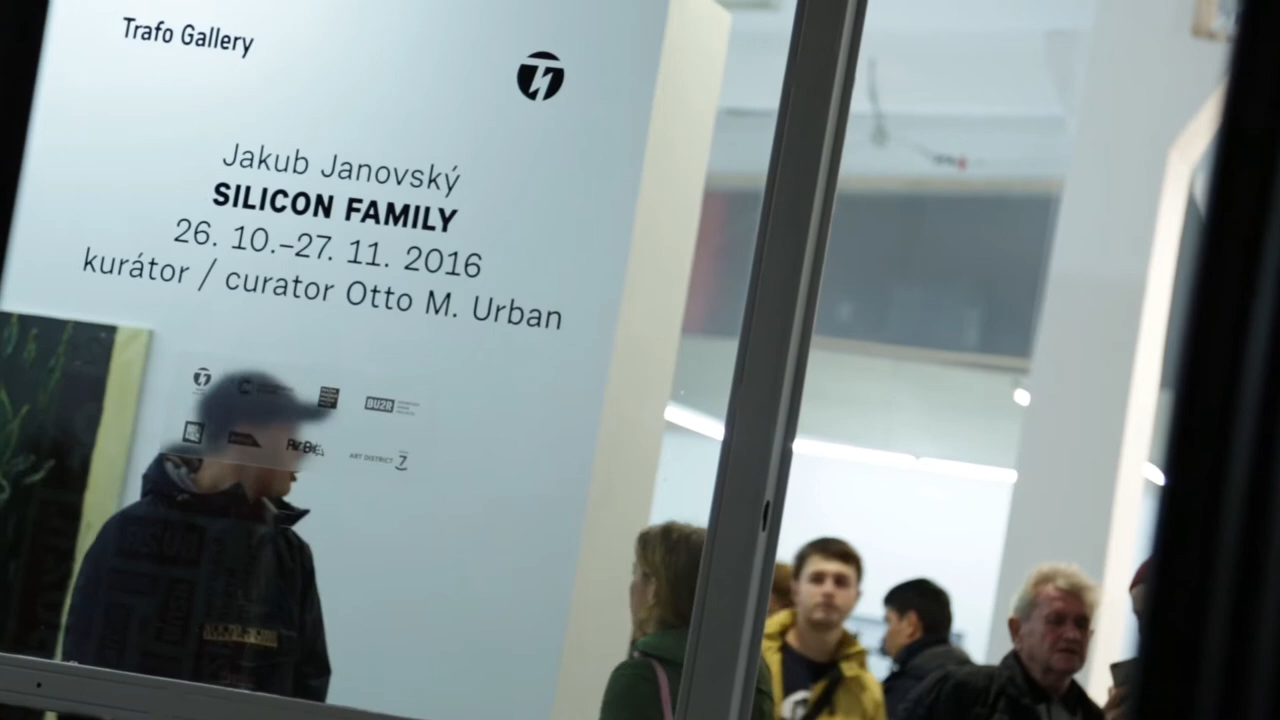 Trafo Gallery
Jakub Janovský
SILICON FAMILY
26. 10.–27. 11. 2016
kurátor / curator Otto M. Urban
BU2R
ART DISTRICT 7